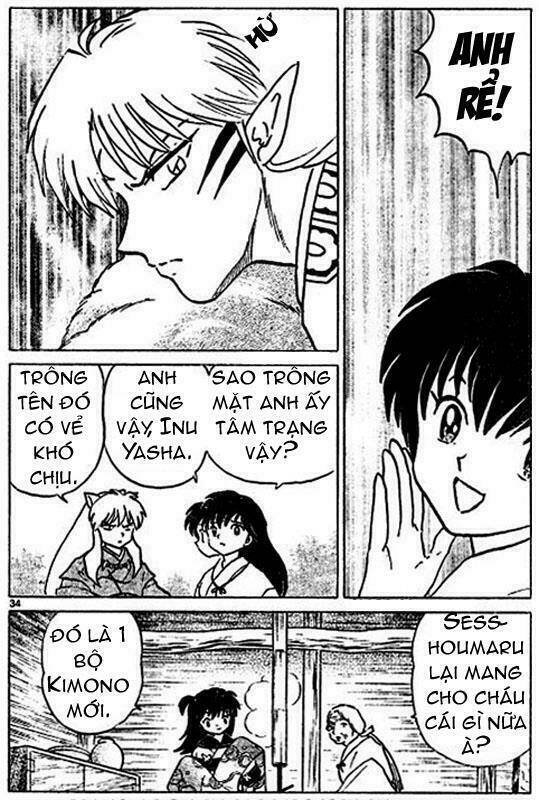 ANH
RỂ!
HỪ
SAO TRÔNG
MẶT ANH ẤY
TÂM TRẠNG
VẬY?
ANH
CŨNG
VẬY, INU
YASHA.
TRÔNG
TÊN ĐÓ
CÓ VẺ
KHÓ
CHỊU.
34
SESS-
HOUMARU
LẠI MANG
CHO CHÁU
CÁI GÌ NỮA
À?
ĐÓ LÀ 1
BỘ
KIMONO
MỚI.